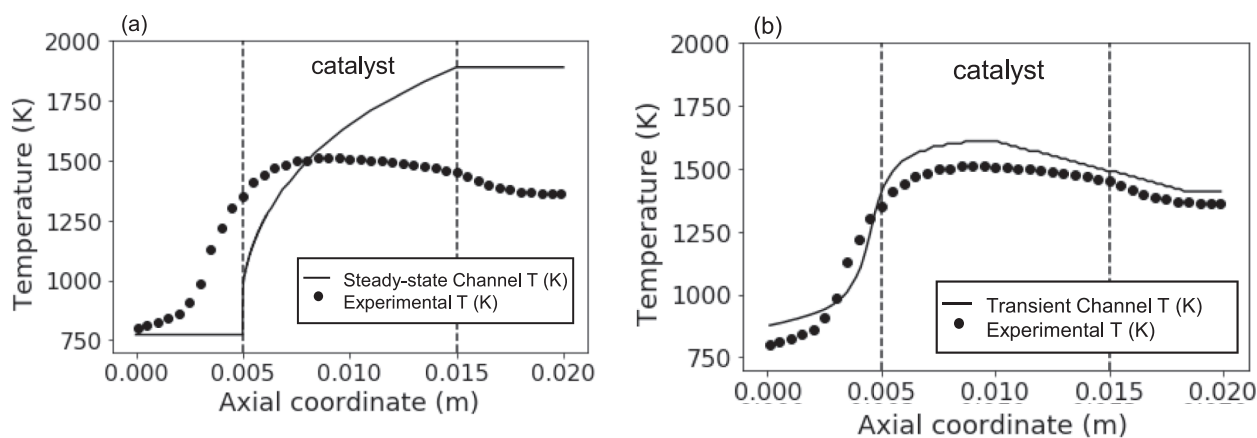 (a)
2000
1750
1500
1250
1000
750
Temperature (K)
catalyst
Steady-state Channel T (K)
Experimental T (K)
0.000 0.005 0.010 0.015 0.020
Axial coordinate (m)
(b)
2000
1750
1500
1250
1000
750
Temperature (K)
catalyst
Transient Channel T (K)
Experimental T (K)
0.000 0.005 0.010 0.015 0.020
Axial coordinate (m)